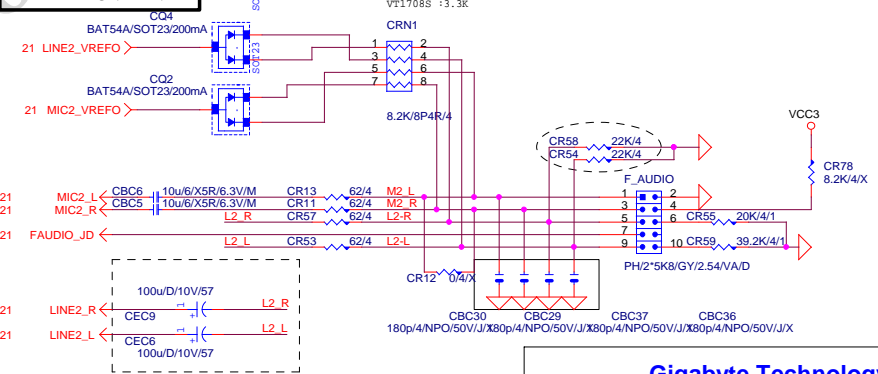 VT1708S :3.3K
CQ4
BAT54A/SOT23/200mA
SOT23
CRN1
21 LINE2_VREFO
1 2
3 4
5 6
7 8
CQ2
BAT54A/SOT23/200mA
21 MIC2_VREFO
8.2K/8P4R/4
VCC3
CR58 22K/4
CR54 22K/4
CR78
8.2K/4/X
F_AUDIO
21 MIC2_L CBC6 10u/6/X5R/6.3V/M CR13 62/4 M2_L 1 2
21 MIC2_R CBC5 10u/6/X5R/6.3V/M CR11 62/4 M2_R 3 4
L2_R CR57 62/4 L2-R 5 6 CR55 20K/4/1
21 FAUDIO_JD 7
L2_L CR53 62/4 L2-L 9 10 CR59 39.2K/4/1
PH/2*5K8/GY/2.54/VA/D
CR12 0/4/X
100u/D/10V/57
21 LINE2_R 1 + L2_R
CEC9
21 LINE2_L 1 + L2_L
CEC6
100u/D/10V/57
CBC30 CBC29 CBC37 CBC36
180p/4/NPO/50V/J/X 180p/4/NPO/50V/J/X 180p/4/NPO/50V/J/X 180p/4/NPO/50V/J/X
Gigabyte Technology